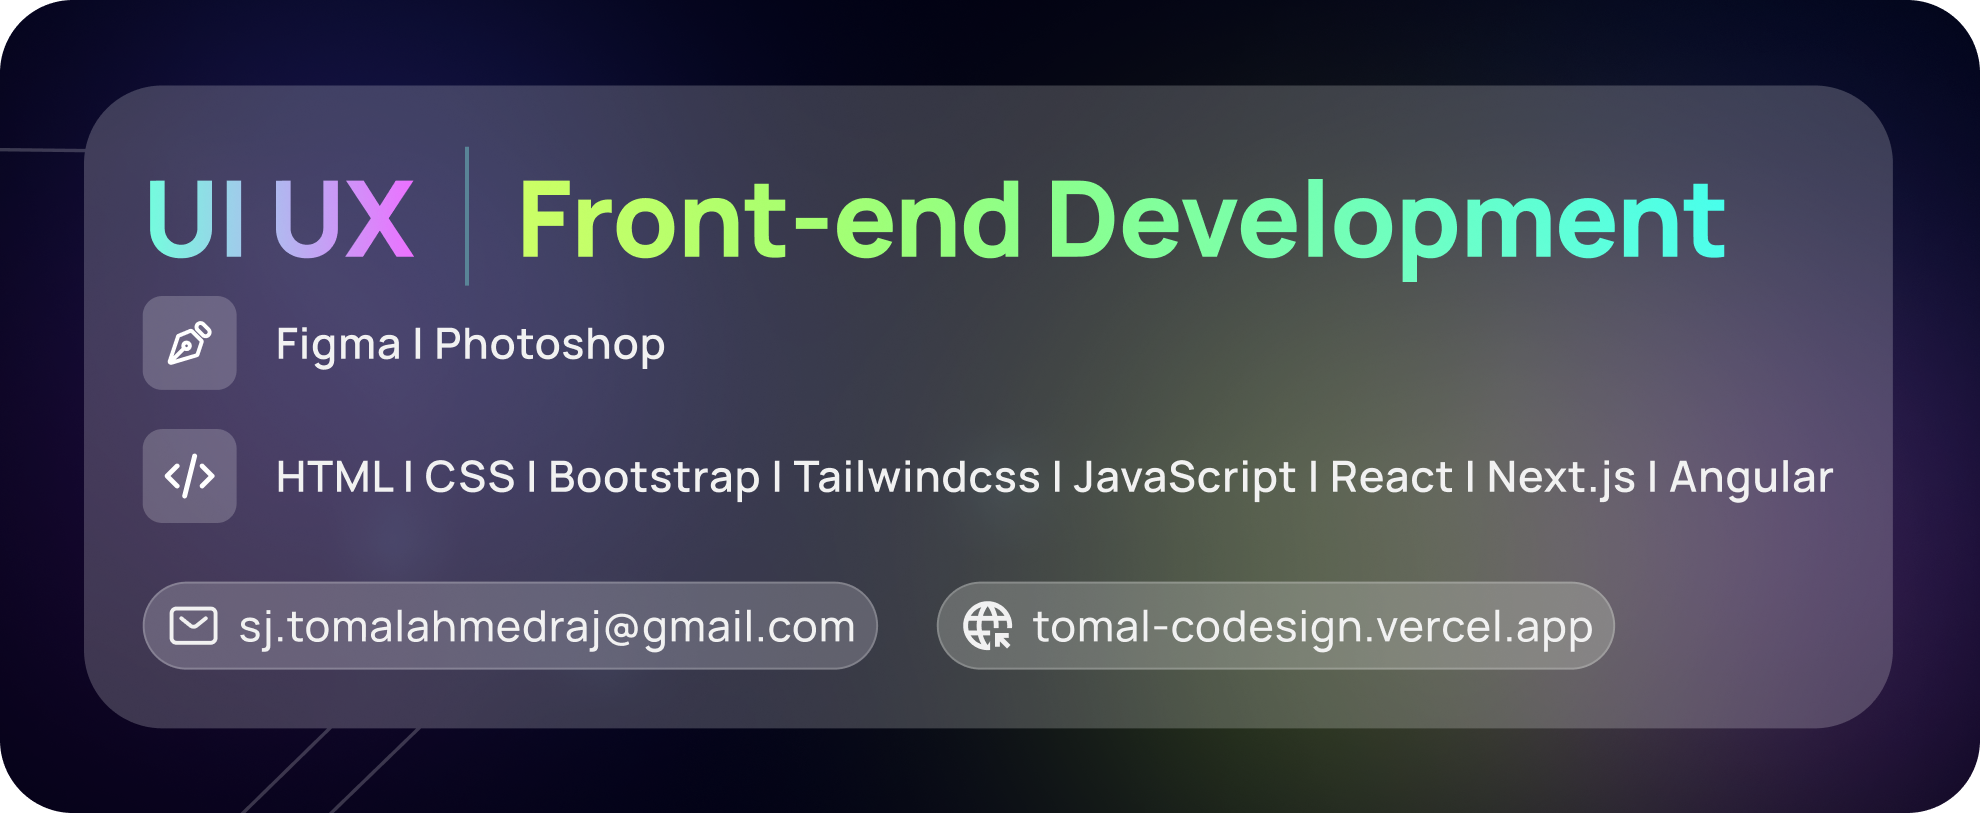 UI UX | Front-end Development
Figma | Photoshop
HTML | CSS | Bootstrap | Tailwindcss | JavaScript | React | Next.js | Angular
sj.tomalahmedraj@gmail.com
tomal-codesign.vercel.app